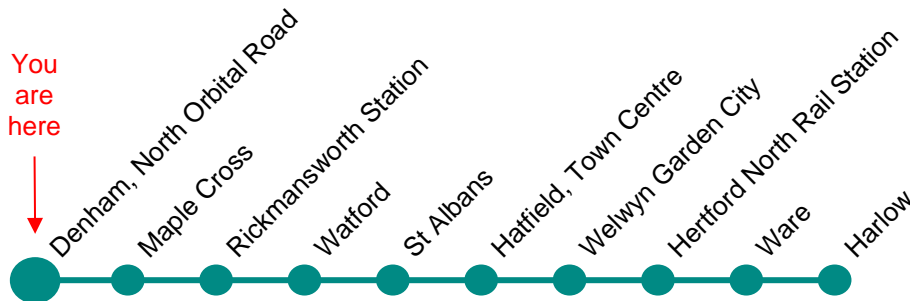 You
are
here
Denham, North Orbital Road
Maple Cross
Rickmansworth Station
Watford
St Albans
Hatfield, Town Centre
Welwyn Garden City
Hertford North Rail Station
Ware
Harlow